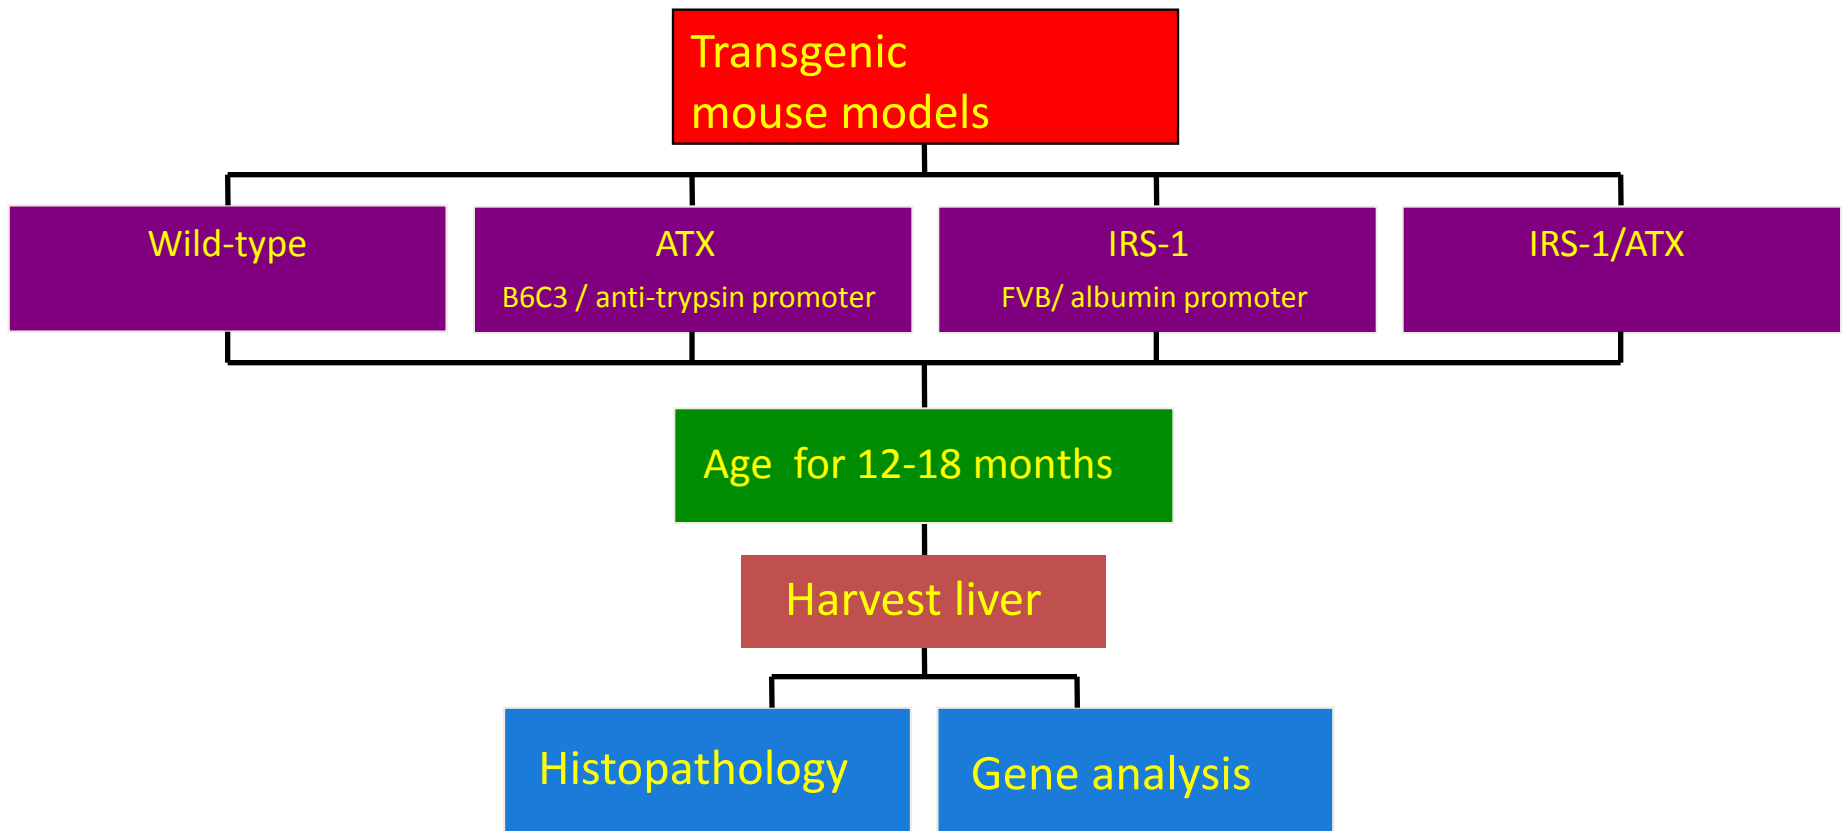 Transgenic
mouse models
Wild-type
ATX
B6C3 / anti-trypsin promoter
IRS-1
FVB/ albumin promoter
IRS-1/ATX
Age  for 12-18 months
Harvest liver
Histopathology
Gene analysis